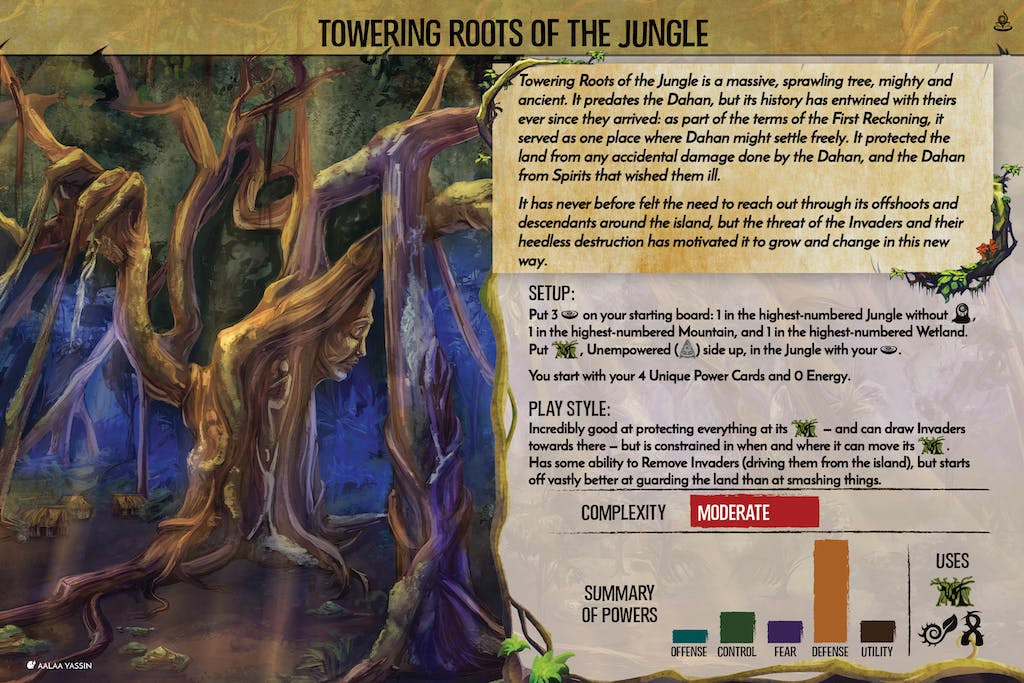 TOWERING ROOTS OF THE JUNGLE
Towering Roots of the Jungle is a massive, sprawling tree, mighty and
ancient. It predates the Dahan, but its history has entwined with theirs
ever since they arrived: as part of the terms of the First Reckoning, it
served as one place where Dahan might settle freely. It protected the
land from any accidental damage done by the Dahan, and the Dahan
from Spirits that wished them ill.
It has never before felt the need to reach out through its offshoots and
descendants around the island, but the threat of the Invaders and their
heedless destruction has motivated it to grow and change in this new
way.
SETUP:
Put 3 on your starting board: 1 in the highest-numbered Jungle without ,
1 in the highest-numbered Mountain, and 1 in the highest-numbered Wetland.
Put , Unempowered ( ) side up, in the Jungle with your .
You start with your 4 Unique Power Cards and 0 Energy.
PLAY STYLE:
Incredibly good at protecting everything at its – and can draw Invaders
towards there – but is constrained in when and where it can move its .
Has some ability to Remove Invaders (driving them from the island), but starts
off vastly better at guarding the land than at smashing things.
COMPLEXITY MODERATE
SUMMARY
OF POWERS
OFFENSE CONTROL FEAR DEFENSE UTILITY
USES
AALAA YASSIN